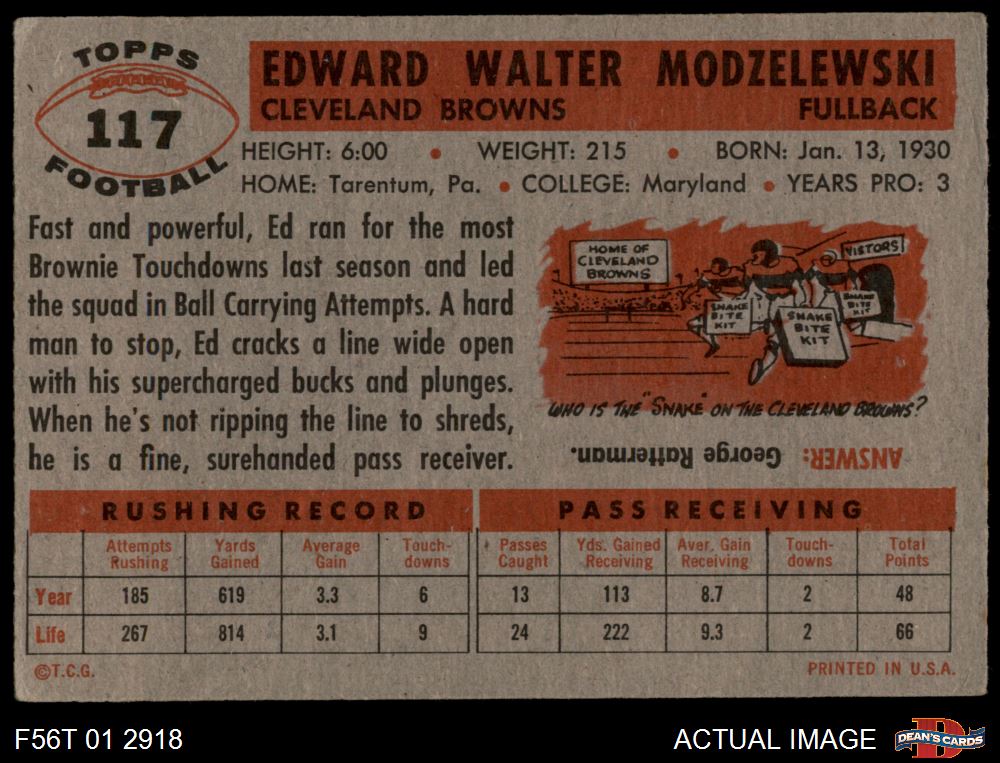 TOPPS
117
FOOTBALL
EDWARD WALTER MODZELEWSKI
CLEVELAND BROWNS FULLBACK
HEIGHT: 6:00 • WEIGHT: 215 • BORN: Jan. 13, 1930
HOME: Tarentum, Pa. • COLLEGE: Maryland • YEARS PRO: 3
Fast and powerful, Ed ran for the most
Brownie Touchdowns last season and led
the squad in Ball Carrying Attempts. A hard
man to stop, Ed cracks a line wide open
with his supercharged bucks and plunges.
When he's not ripping the line to shreds,
he is a fine, surehanded pass receiver.
HOME OF
CLEVELAND
BROWNS
VISTORS
SNAKE
BITE
KIT
SNAKE
BITE
KIT
SNAKE
BITE
KIT
WHO IS THE "SNAKE" ON THE CLEVELAND BROWNS?
ANSWER: George Ratterman.
RUSHING RECORD PASS RECEIVING
Attempts Rushing Yards Gained Average Gain Touch-downs Passes Caught Yds. Gained Receiving Aver. Gain Receiving Touch-downs Total Points
Year 185 619 3.3 6 13 113 8.7 2 48
Life 267 814 3.1 9 24 222 9.3 2 66
©T.C.G. PRINTED IN U.S.A.
F56T 01 2918 ACTUAL IMAGE DEAN'S CARDS